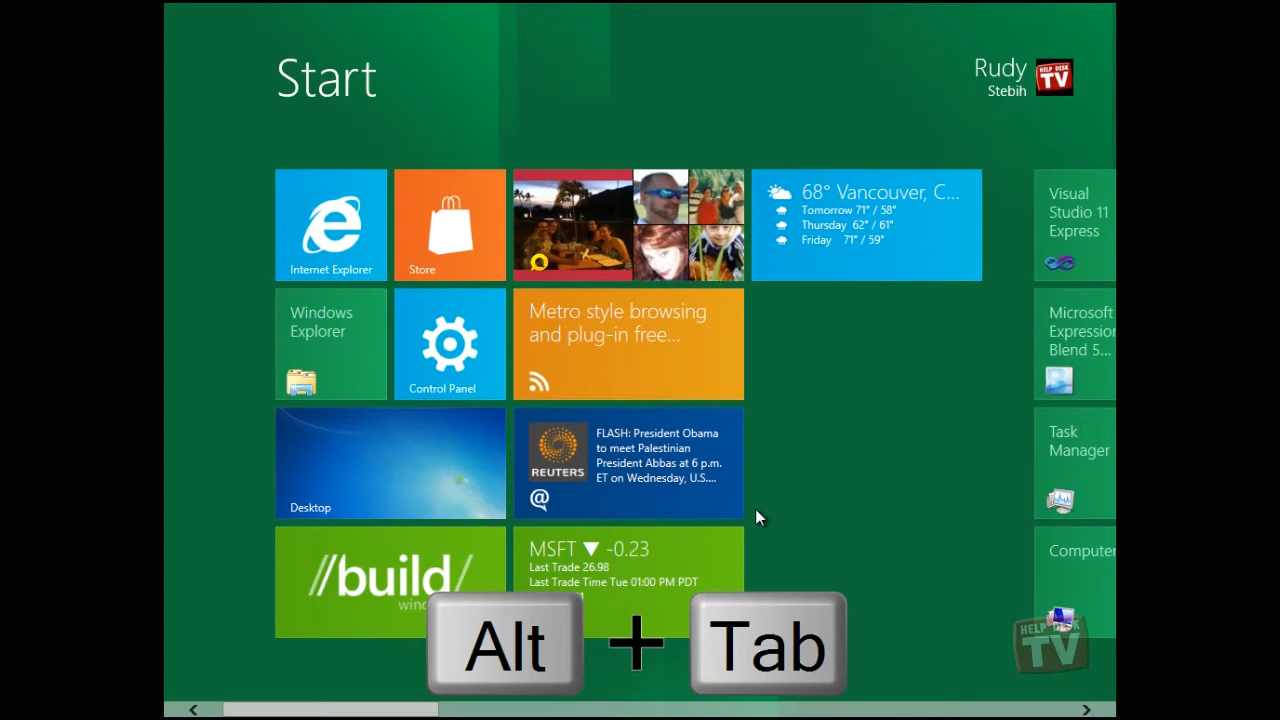 Start
Rudy
Stebih
HELP DESK
TV
Internet Explorer
Store
68° Vancouver, C...
Tomorrow 71° / 58°
Thursday 62° / 61°
Friday 71° / 59°
Visual
Studio 11
Express
Windows
Explorer
Control Panel
Metro style browsing
and plug-in free...
Microsoft
Expression
Blend 5...
Desktop
REUTERS
FLASH: President Obama
to meet Palestinian
President Abbas at 6 p.m.
ET on Wednesday, U.S....
@
Task
Manager
//build/
MSFT ▼ -0.23
Last Trade 26.98
Last Trade Time Tue 01:00 PM PDT
Computer
Alt + Tab
HELP DESK
TV